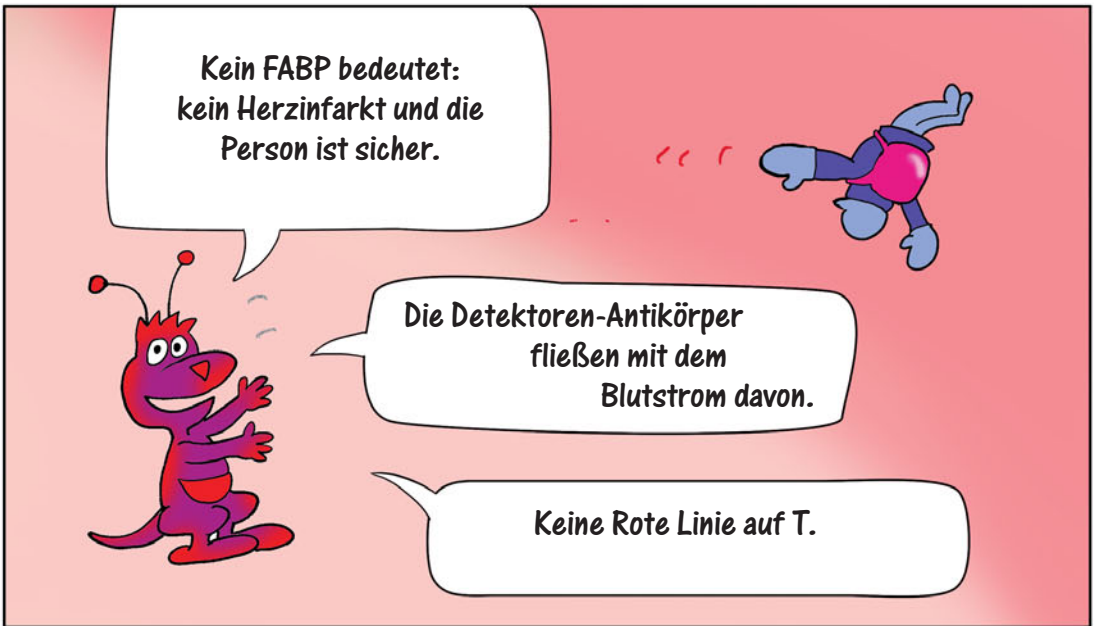 Kein FABP bedeutet:
kein Herzinfarkt und die
Person ist sicher.
Die Detektoren-Antikörper
fließen mit dem
Blutstrom davon.
Keine Rote Linie auf T.